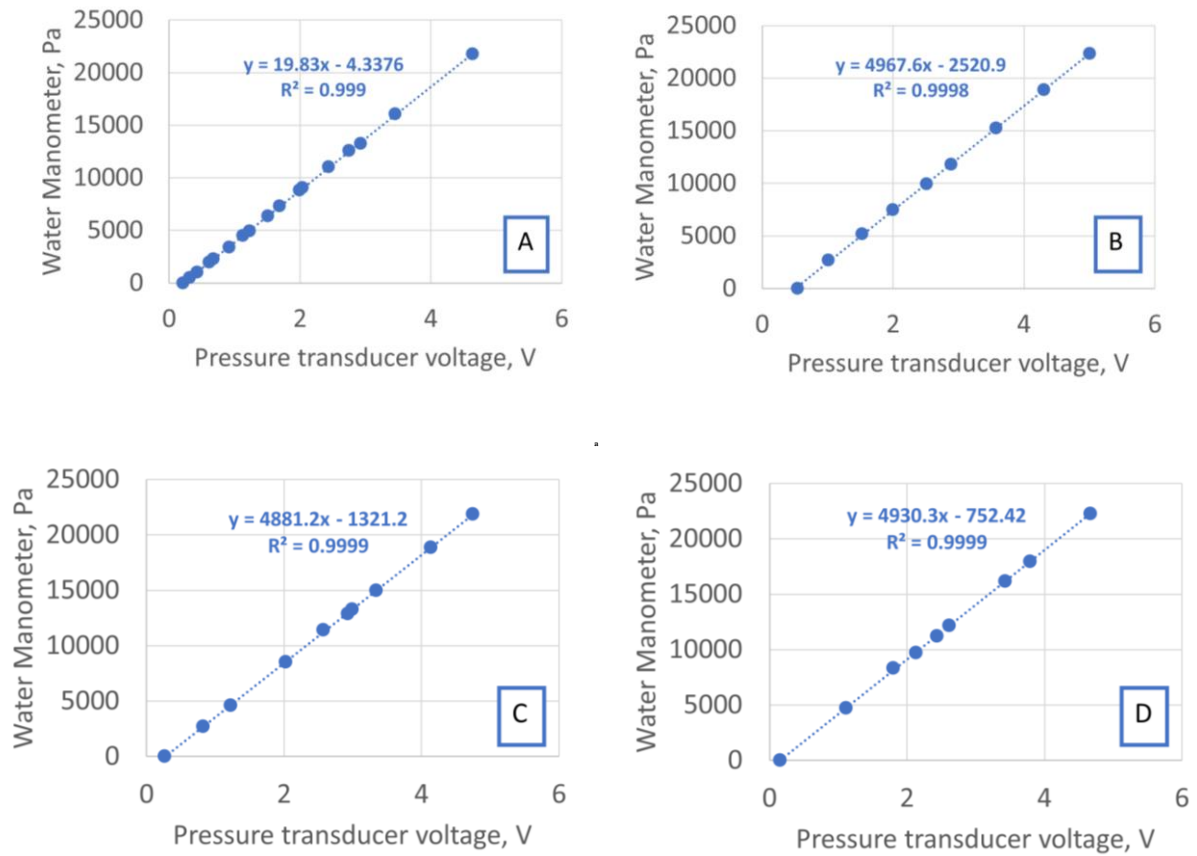 25000
20000
15000
10000
5000
0
Water Manometer, Pa
y = 19.83x - 4.3376
R² = 0.999
A
0 2 4 6
Pressure transducer voltage, V
25000
20000
15000
10000
5000
0
Water Manometer, Pa
y = 4967.6x - 2520.9
R² = 0.9998
B
0 2 4 6
Pressure transducer voltage, V
25000
20000
15000
10000
5000
0
Water Manometer, Pa
y = 4881.2x - 1321.2
R² = 0.9999
C
0 2 4 6
Pressure transducer voltage, V
25000
20000
15000
10000
5000
0
Water Manometer, Pa
y = 4930.3x - 752.42
R² = 0.9999
D
0 2 4 6
Pressure transducer voltage, V